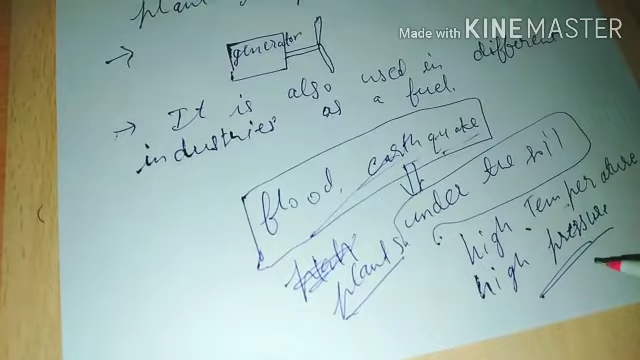 plant
Made with KINEMASTER
→ generator
→ It is also used in different
industries as a fuel.
flood, earthquake
under the soil
plants
high Temperature
high pressure